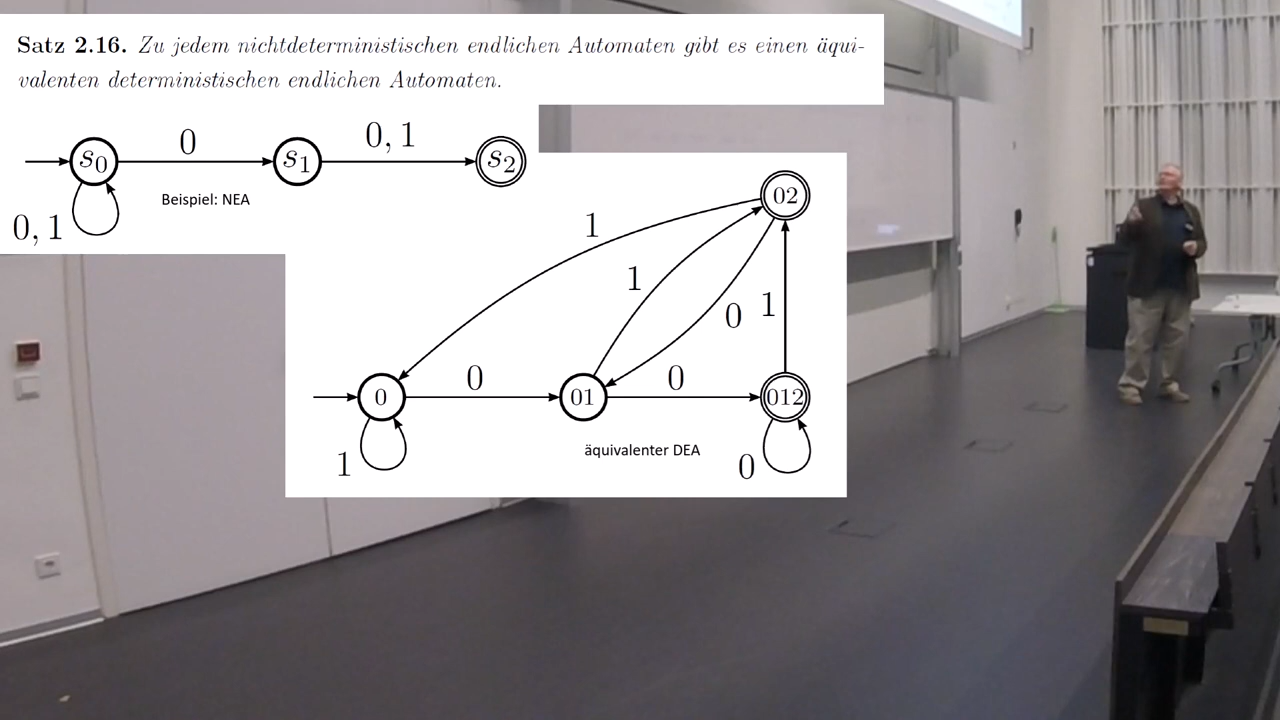 Satz 2.16. Zu jedem nichtdeterministischen endlichen Automaten gibt es einen äqui-
valenten deterministischen endlichen Automaten.
0
0, 1
s0
s1
s2
Beispiel: NEA
0, 1
02
1
1
0
1
0
0
0
01
012
äquivalenter DEA
1
0